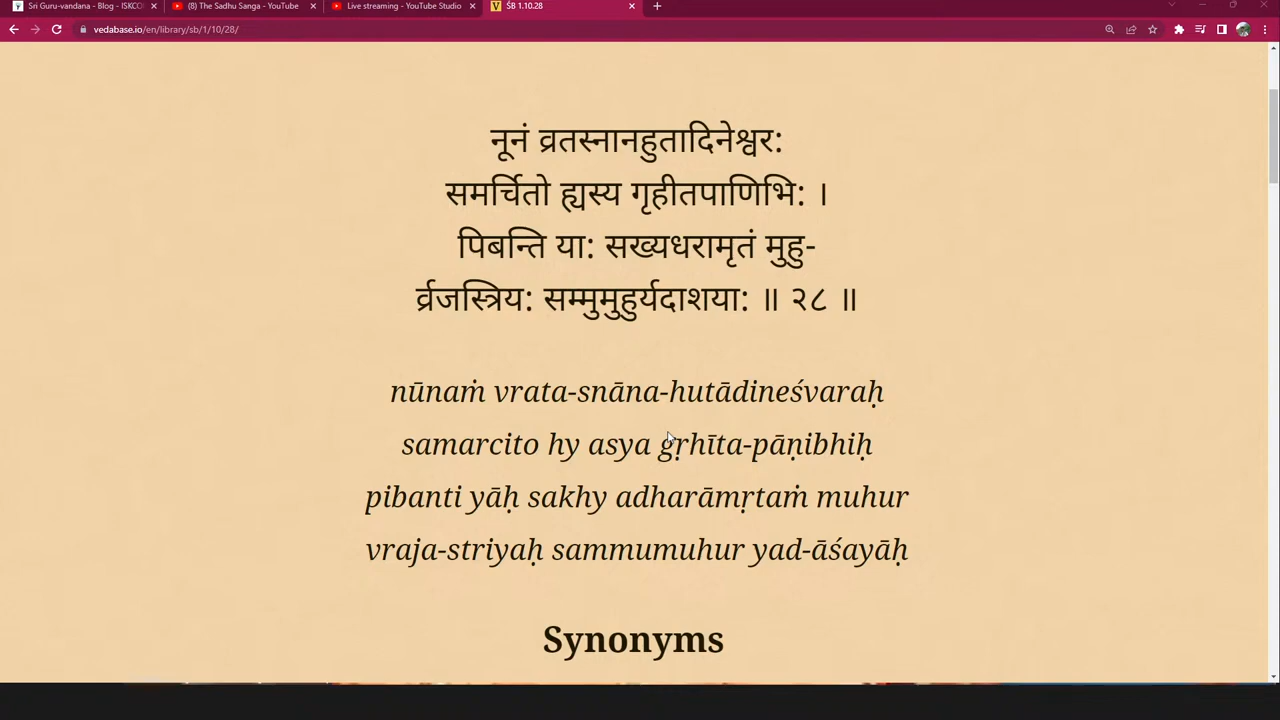 Sri Guru-vandana - Blog - ISKCO
(8) The Sadhu Sanga - YouTube
Live streaming - YouTube Studio
V ŚB 1.10.28
vedabase.io/en/library/sb/1/10/28/
नूनं व्रतस्नानहुतादिनेश्वर:
समर्चितो ह्यस्य गृहीतपाणिभि: ।
पिबन्ति या: सख्यधरामृतं मुहु-
र्व्रजस्त्रिय: सम्मुमुहुर्यदाशया: ॥ २८ ॥
nūnaṁ vrata-snāna-hutādineśvaraḥ
samarcito hy asya gṛhīta-pāṇibhiḥ
pibanti yāḥ sakhy adharāmṛtaṁ muhur
vraja-striyaḥ sammumuhur yad-āśayāḥ
Synonyms